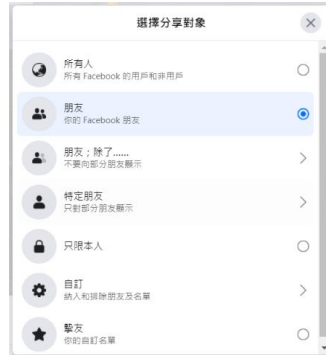 選擇分享對象
所有人
所有 Facebook 的用戶和非用戶
朋友
你的 Facebook 朋友
朋友；除了......
不要向部分朋友顯示
特定朋友
只對部分朋友顯示
只限本人
自訂
納入和排除朋友及名單
摯友
你的自訂名單